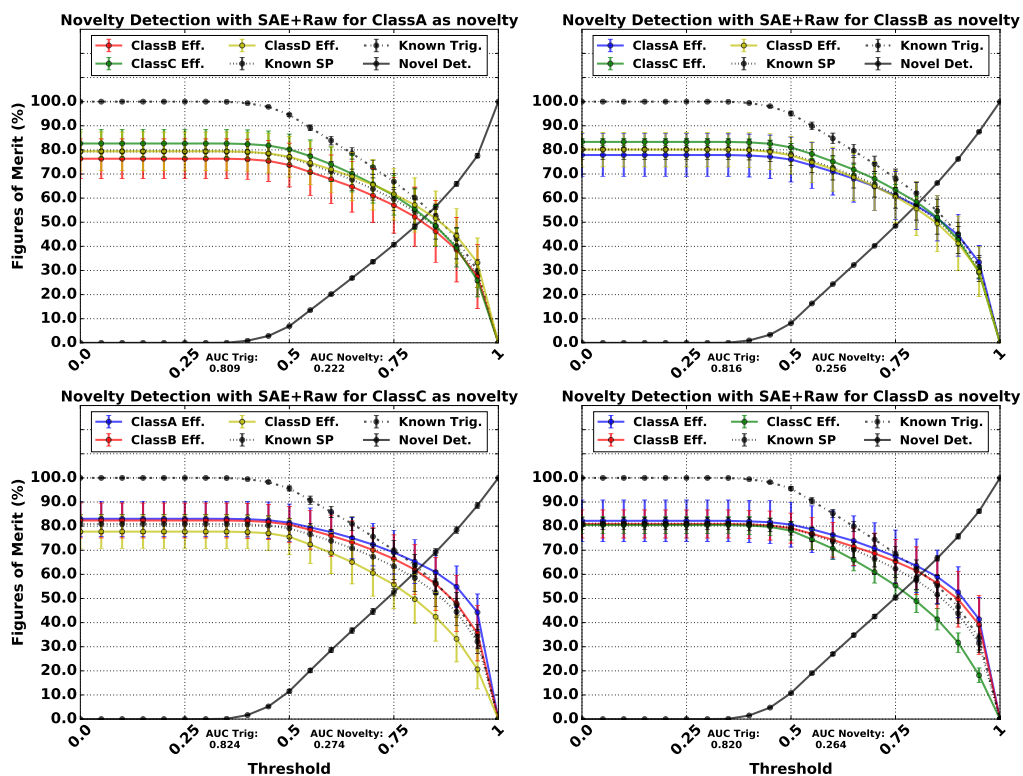 Novelty Detection with SAE+Raw for ClassA as novelty
ClassB Eff. ClassD Eff. Known Trig.
ClassC Eff. Known SP Novel Det.
Figures of Merit (%)
100.0
90.0
80.0
70.0
60.0
50.0
40.0
30.0
20.0
10.0
0.0
0.0 0.25 0.5 0.75 1
AUC Trig: AUC Novelty:
0.809 0.222
Novelty Detection with SAE+Raw for ClassB as novelty
ClassA Eff. ClassD Eff. Known Trig.
ClassC Eff. Known SP Novel Det.
100.0
90.0
80.0
70.0
60.0
50.0
40.0
30.0
20.0
10.0
0.0
0.0 0.25 0.5 0.75 1
AUC Trig: AUC Novelty:
0.816 0.256
Novelty Detection with SAE+Raw for ClassC as novelty
ClassA Eff. ClassD Eff. Known Trig.
ClassB Eff. Known SP Novel Det.
Figures of Merit (%)
100.0
90.0
80.0
70.0
60.0
50.0
40.0
30.0
20.0
10.0
0.0
0.0 0.25 0.5 0.75 1
AUC Trig: AUC Novelty:
0.824 0.274
Threshold
Novelty Detection with SAE+Raw for ClassD as novelty
ClassA Eff. ClassC Eff. Known Trig.
ClassB Eff. Known SP Novel Det.
100.0
90.0
80.0
70.0
60.0
50.0
40.0
30.0
20.0
10.0
0.0
0.0 0.25 0.5 0.75 1
AUC Trig: AUC Novelty:
0.820 0.264
Threshold